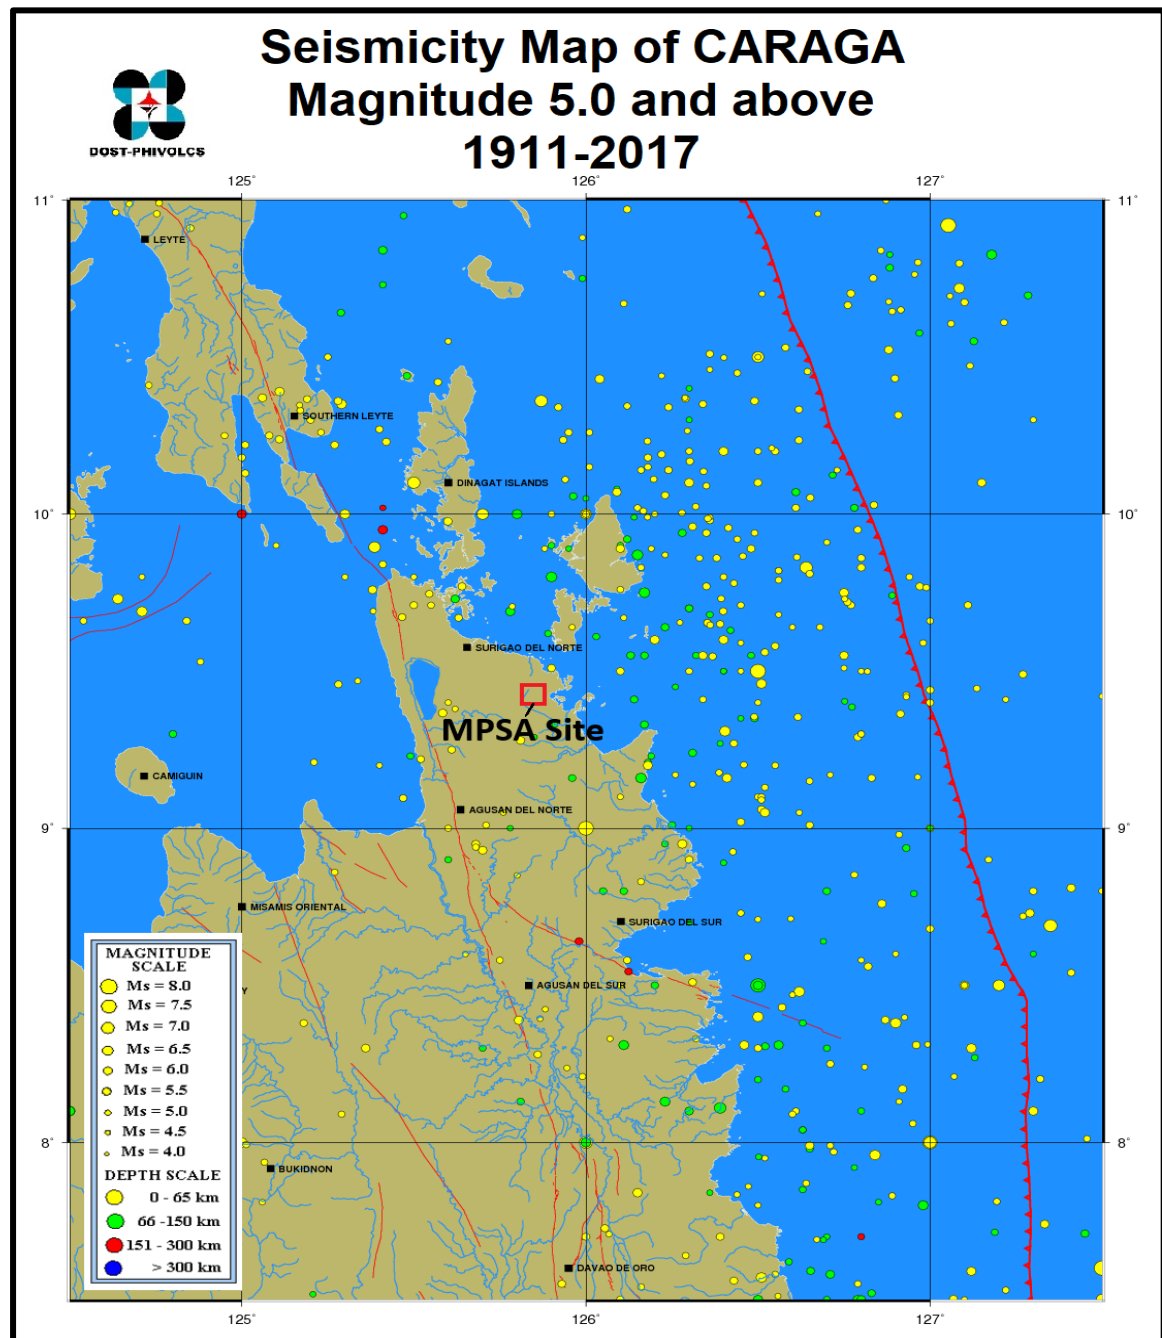 Seismicity Map of CARAGA
Magnitude 5.0 and above
1911-2017
DOST-PHIVOLCS
125°
126°
127°
11°
11°
LEYTE
SOUTHERN LEYTE
DINAGAT ISLANDS
10°
10°
SURIGAO DEL NORTE
MPSA Site
CAMIGUIN
AGUSAN DEL NORTE
9°
9°
MISAMIS ORIENTAL
SURIGAO DEL SUR
AGUSAN DEL SUR
Y
MAGNITUDE
SCALE
Ms = 8.0
Ms = 7.5
Ms = 7.0
Ms = 6.5
Ms = 6.0
Ms = 5.5
Ms = 5.0
Ms = 4.5
Ms = 4.0
DEPTH SCALE
0 - 65 km
66 -150 km
151 - 300 km
> 300 km
8°
8°
BUKIDNON
DAVAO DE ORO
125°
126°
127°